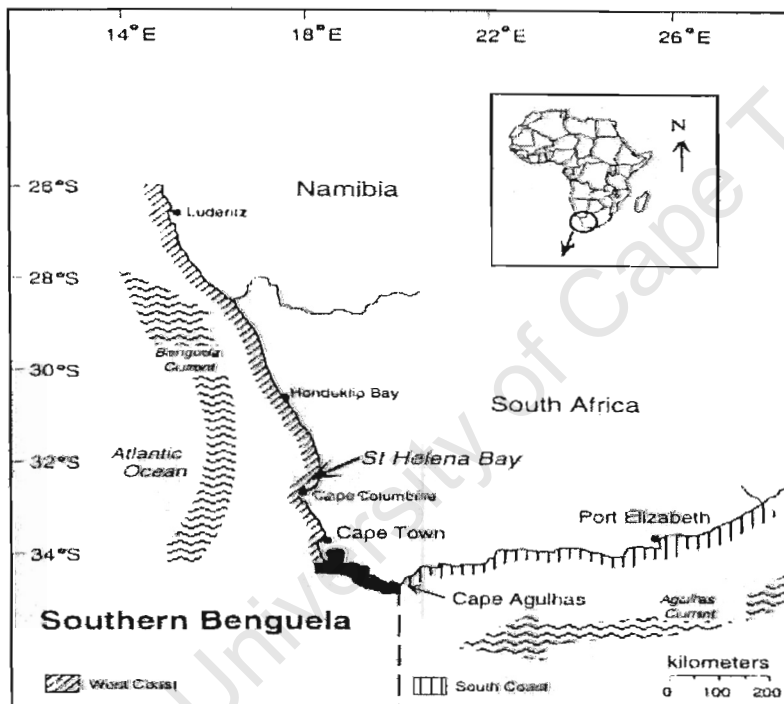 14°E 18°E 22°E 26°E
N
26°S
Namibia
Luderitz
28°S
Benguela
Current
30°S
Hondeklip Bay
South Africa
Atlantic
Ocean
St Helena Bay
32°S
Cape Columbine
Port Elizabeth
Cape Town
34°S
Cape Agulhas
Agulhas
Current
Southern Benguela
kilometers
West Coast
South Coast
0 100 200
University of Cape T